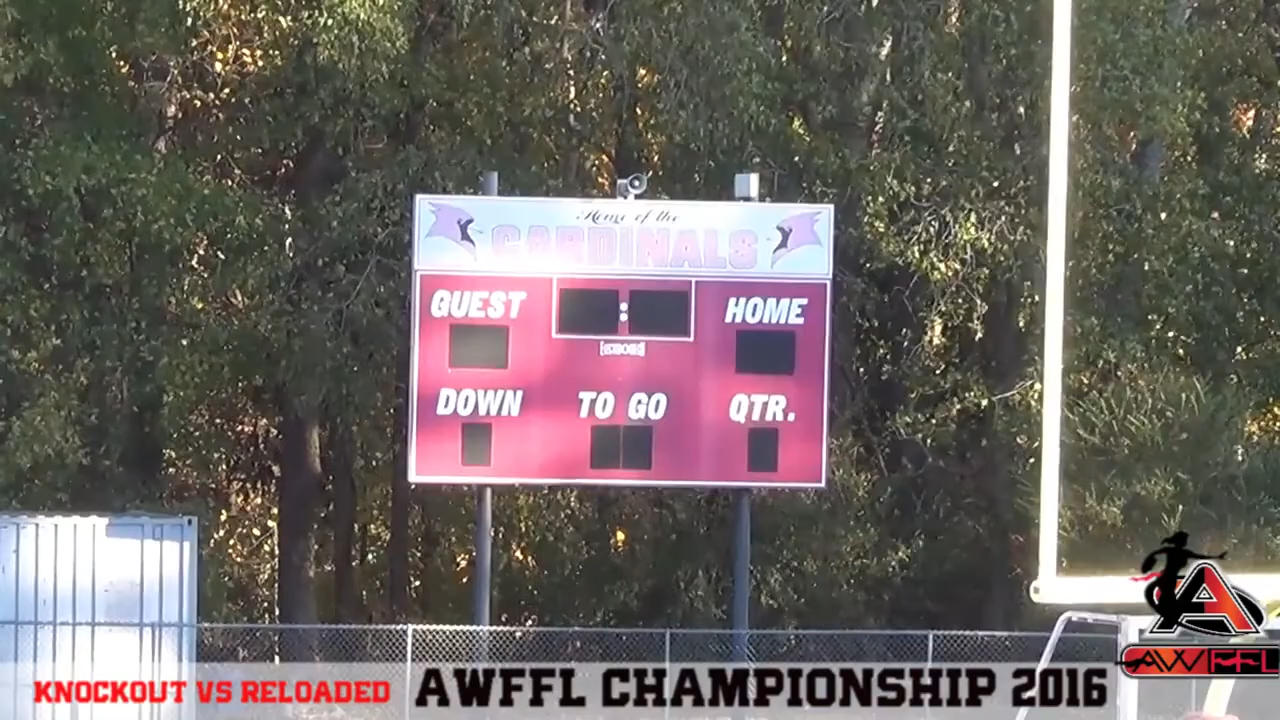 Home of the
CARDINALS
GUEST
:
HOME
DOWN
TO GO
QTR.
KNOCKOUT VS RELOADED
AWFFL CHAMPIONSHIP 2016
A
AWFFL